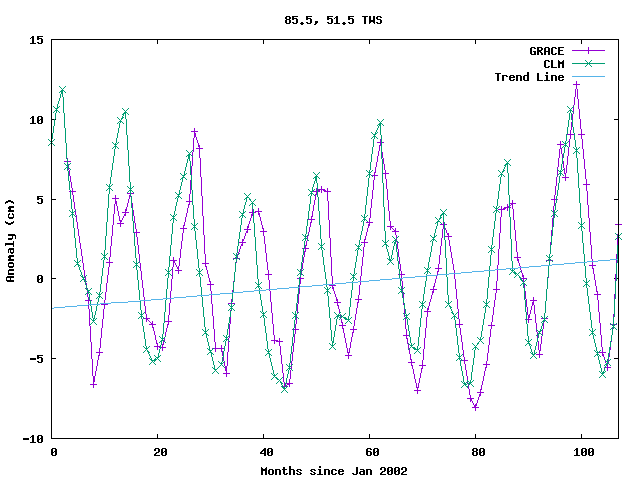 85.5, 51.5 TWS
GRACE
CLM
Trend Line
15
10
5
0
-5
-10
Anomaly (cm)
0 20 40 60 80 100
Months since Jan 2002